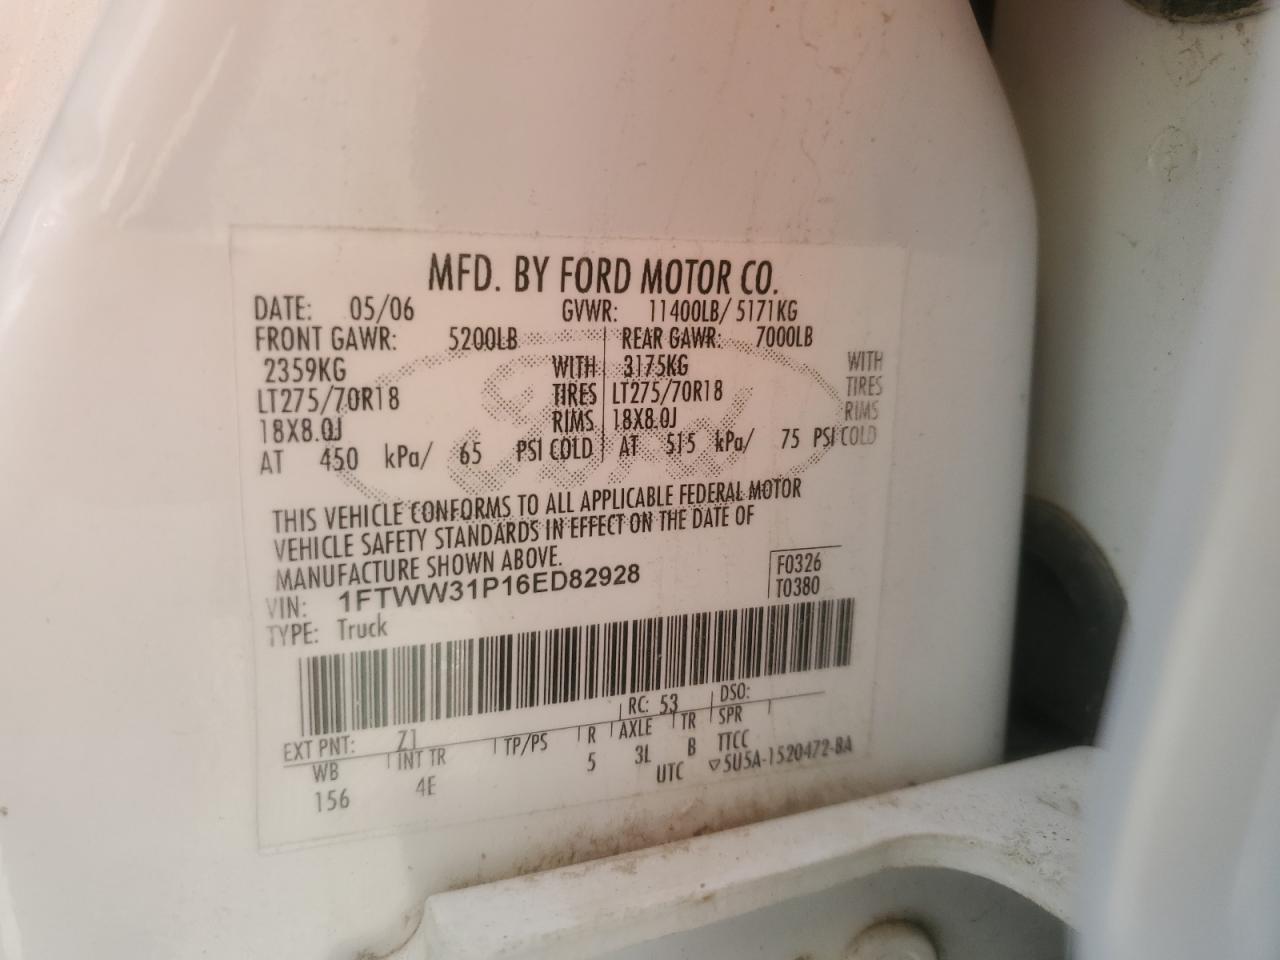 MFD. BY FORD MOTOR CO.
DATE: 05/06 GVWR: 11400LB/ 5171KG
FRONT GAWR: 5200LB REAR GAWR: 7000LB
2359KG WITH 3175KG WITH
LT275/70R18 TIRES LT275/70R18 TIRES
18X8.0J RIMS 18X8.0J RIMS
AT 450 kPa/ 65 PSI COLD AT 515 kPa/ 75 PSI COLD
THIS VEHICLE CONFORMS TO ALL APPLICABLE FEDERAL MOTOR
VEHICLE SAFETY STANDARDS IN EFFECT ON THE DATE OF
MANUFACTURE SHOWN ABOVE.
VIN: 1FTWW31P16ED82928 F0326
TYPE: Truck T0380
EXT PNT: Z1 RC: 53 DSO:
WB INT TR TP/PS R AXLE TR SPR
156 4E 5 3L B TTCC
UTC ▽5U5A-1520472-BA